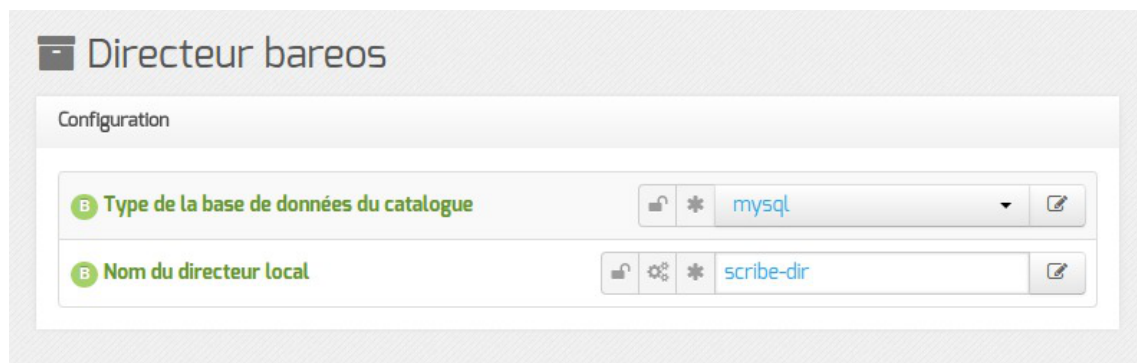 Directeur bareos
Configuration
B Type de la base de données du catalogue mysql
B Nom du directeur local scribe-dir